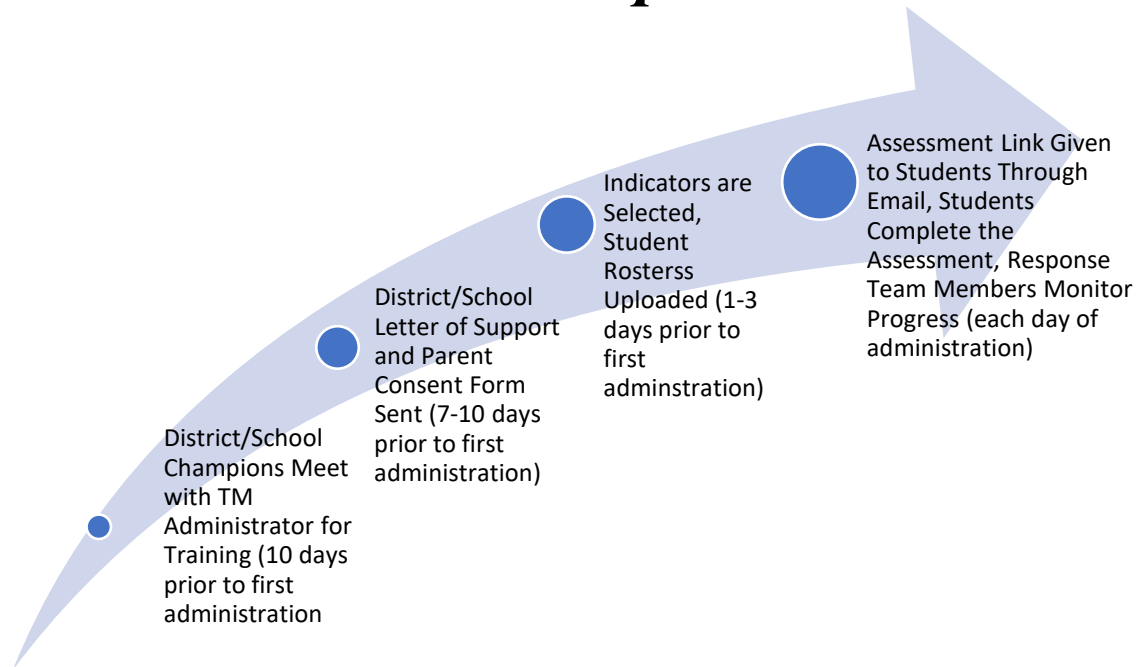 District/School
Champions Meet
with TM
Administrator for
Training (10 days
prior to first
administration
District/School
Letter of Support
and Parent
Consent Form
Sent (7-10 days
prior to first
administration)
Indicators are
Selected,
Student
Rosterss
Uploaded (1-3
days prior to
first
adminstration)
Assessment Link Given
to Students Through
Email, Students
Complete the
Assessment, Response
Team Members Monitor
Progress (each day of
administration)